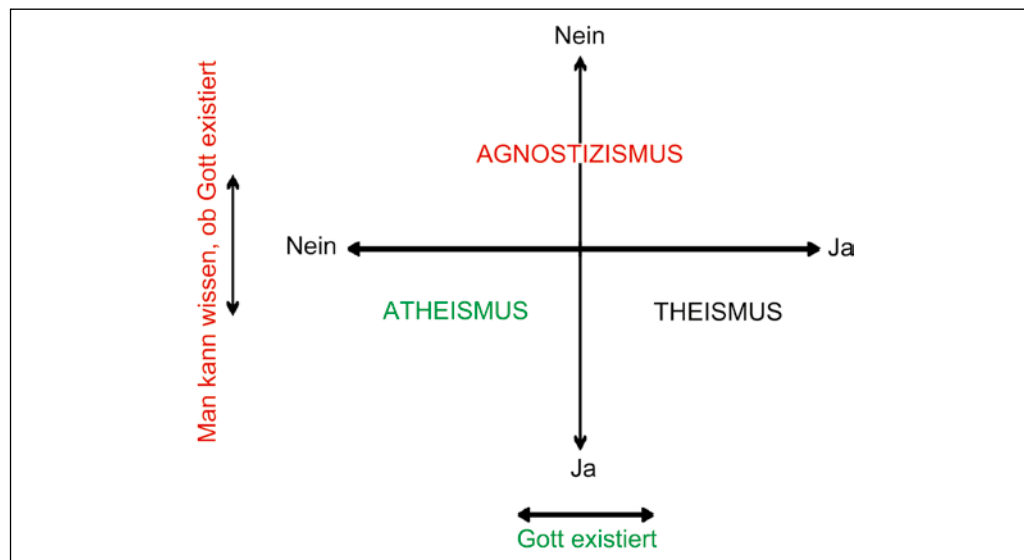 Nein
Man kann wissen, ob Gott existiert
AGNOSTIZISMUS
Nein
Ja
ATHEISMUS
THEISMUS
Ja
Gott existiert